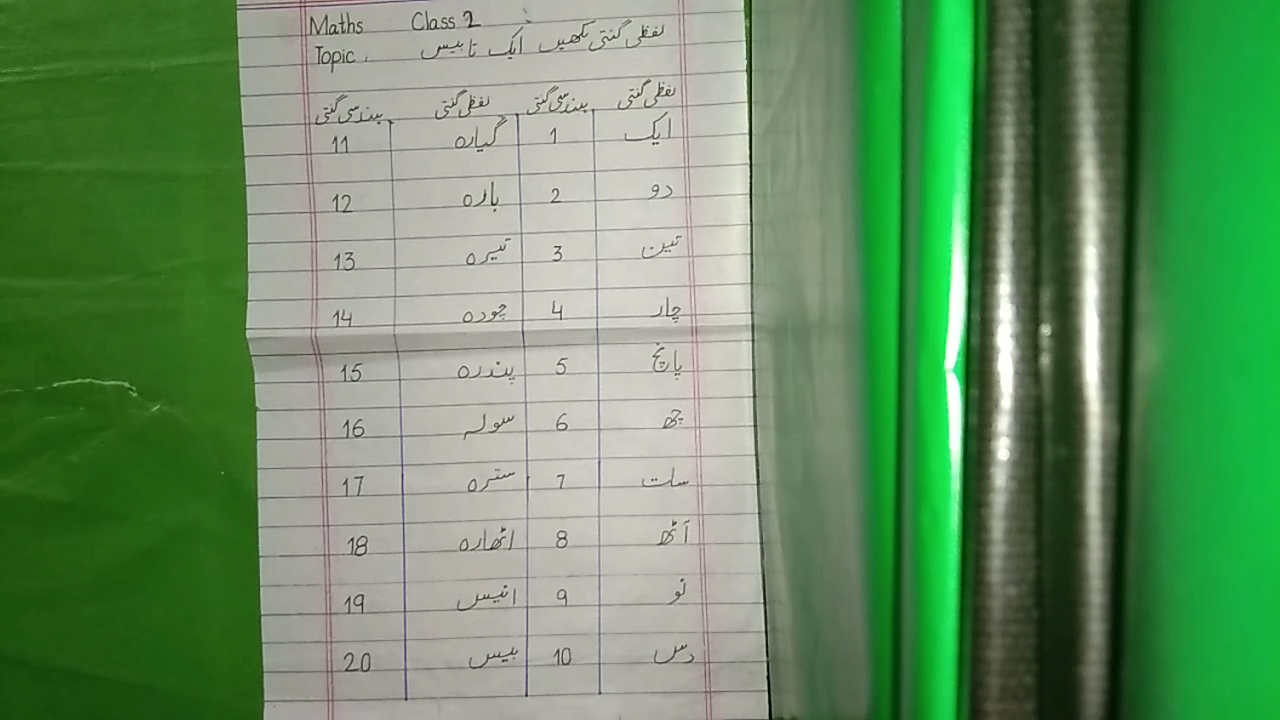 Maths Class 2
Topic. لفظی گنتی لکھیں ایک تا بیس
لفظی گنتی ہندسی گنتی لفظی گنتی ہندسی گنتی
ایک 1 گیارہ 11
دو 2 بارہ 12
تین 3 تیرہ 13
چار 4 چودہ 14
پانچ 5 پندرہ 15
چھ 6 سولہ 16
سات 7 سترہ 17
آٹھ 8 اٹھارہ 18
نو 9 انیس 19
دس 10 بیس 20